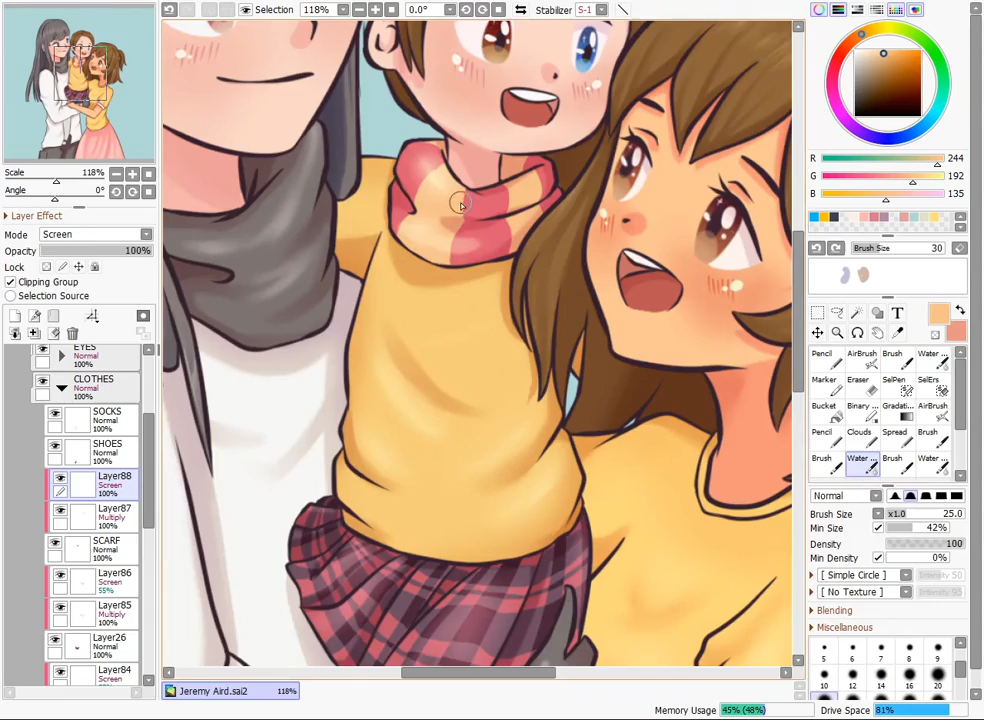 Selection 118% 0.0° Stabilizer S-1
Scale 118%
Angle 0°
Layer Effect
Mode Screen
Opacity 100%
Lock
Clipping Group
Selection Source
EYES
Normal
100%
CLOTHES
Normal
100%
SOCKS
Normal
100%
SHOES
Normal
100%
Layer88
Screen
100%
Layer87
Multiply
100%
SCARF
Normal
100%
Layer86
Screen
55%
Layer85
Multiply
100%
Layer26
Normal
100%
Layer84
Screen
Jeremy Aird.sai2 118%
R 244
G 192
B 135
Brush Size 30
T
Pencil AirBrush Brush Water ...
Marker Eraser SelPen SelErs
Bucket Binary ... Gradati... AirBrush
Pencil Clouds Spread Brush
Brush Water ... Brush Water ...
Normal
Brush Size x1.0 25.0
Min Size 42%
Density 100
Min Density 0%
[ Simple Circle ] Intensity 50
[ No Texture ] Intensity 95
Blending
Miscellaneous
5 6 7 8 9
10 12 14 16 20
Memory Usage 45% (48%) Drive Space 81%